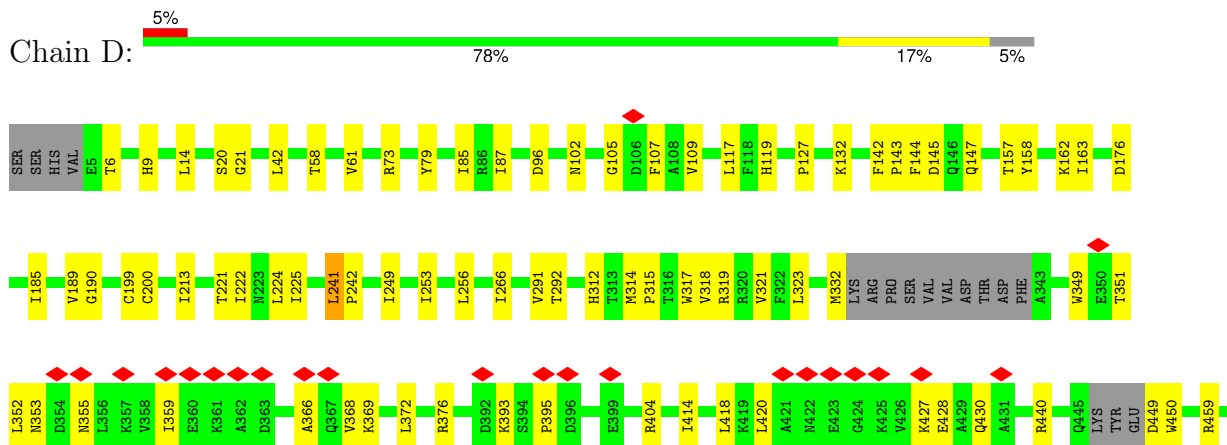 5%
Chain D:
78% 17% 5%
SER SER HIS VAL E5 T6 H9 L14 S20 G21 L42 T58 V61 R73 Y79 I85 R86 I87 D96 N102 G105 D106 F107 A108 V109 L117 F118 H119 P127 K132 F142 P143 F144 D145 Q146 Q147 T157 Y158 K162 I163 D176
I185 V189 G190 C199 C200 I213 T221 I222 N223 L224 I225 L241 P242 I249 I253 L256 I266 V291 T292 H312 T313 M314 P315 T316 W317 V318 R319 R320 V321 F322 L323 M332 LYS ARG PRO SER VAL VAL ASP THR ASP PHE A343 W349 E350 T351
L352 N353 D354 N355 L356 K357 V358 I359 E360 K361 A362 D363 A366 Q367 V368 K369 L372 R376 D392 K393 S394 P395 D396 E399 R404 I414 L418 K419 L420 A421 N422 E423 G424 K425 V426 K427 E428 A429 Q430 A431 R440 Q445 LYS TYR GLU D449 W450 R459